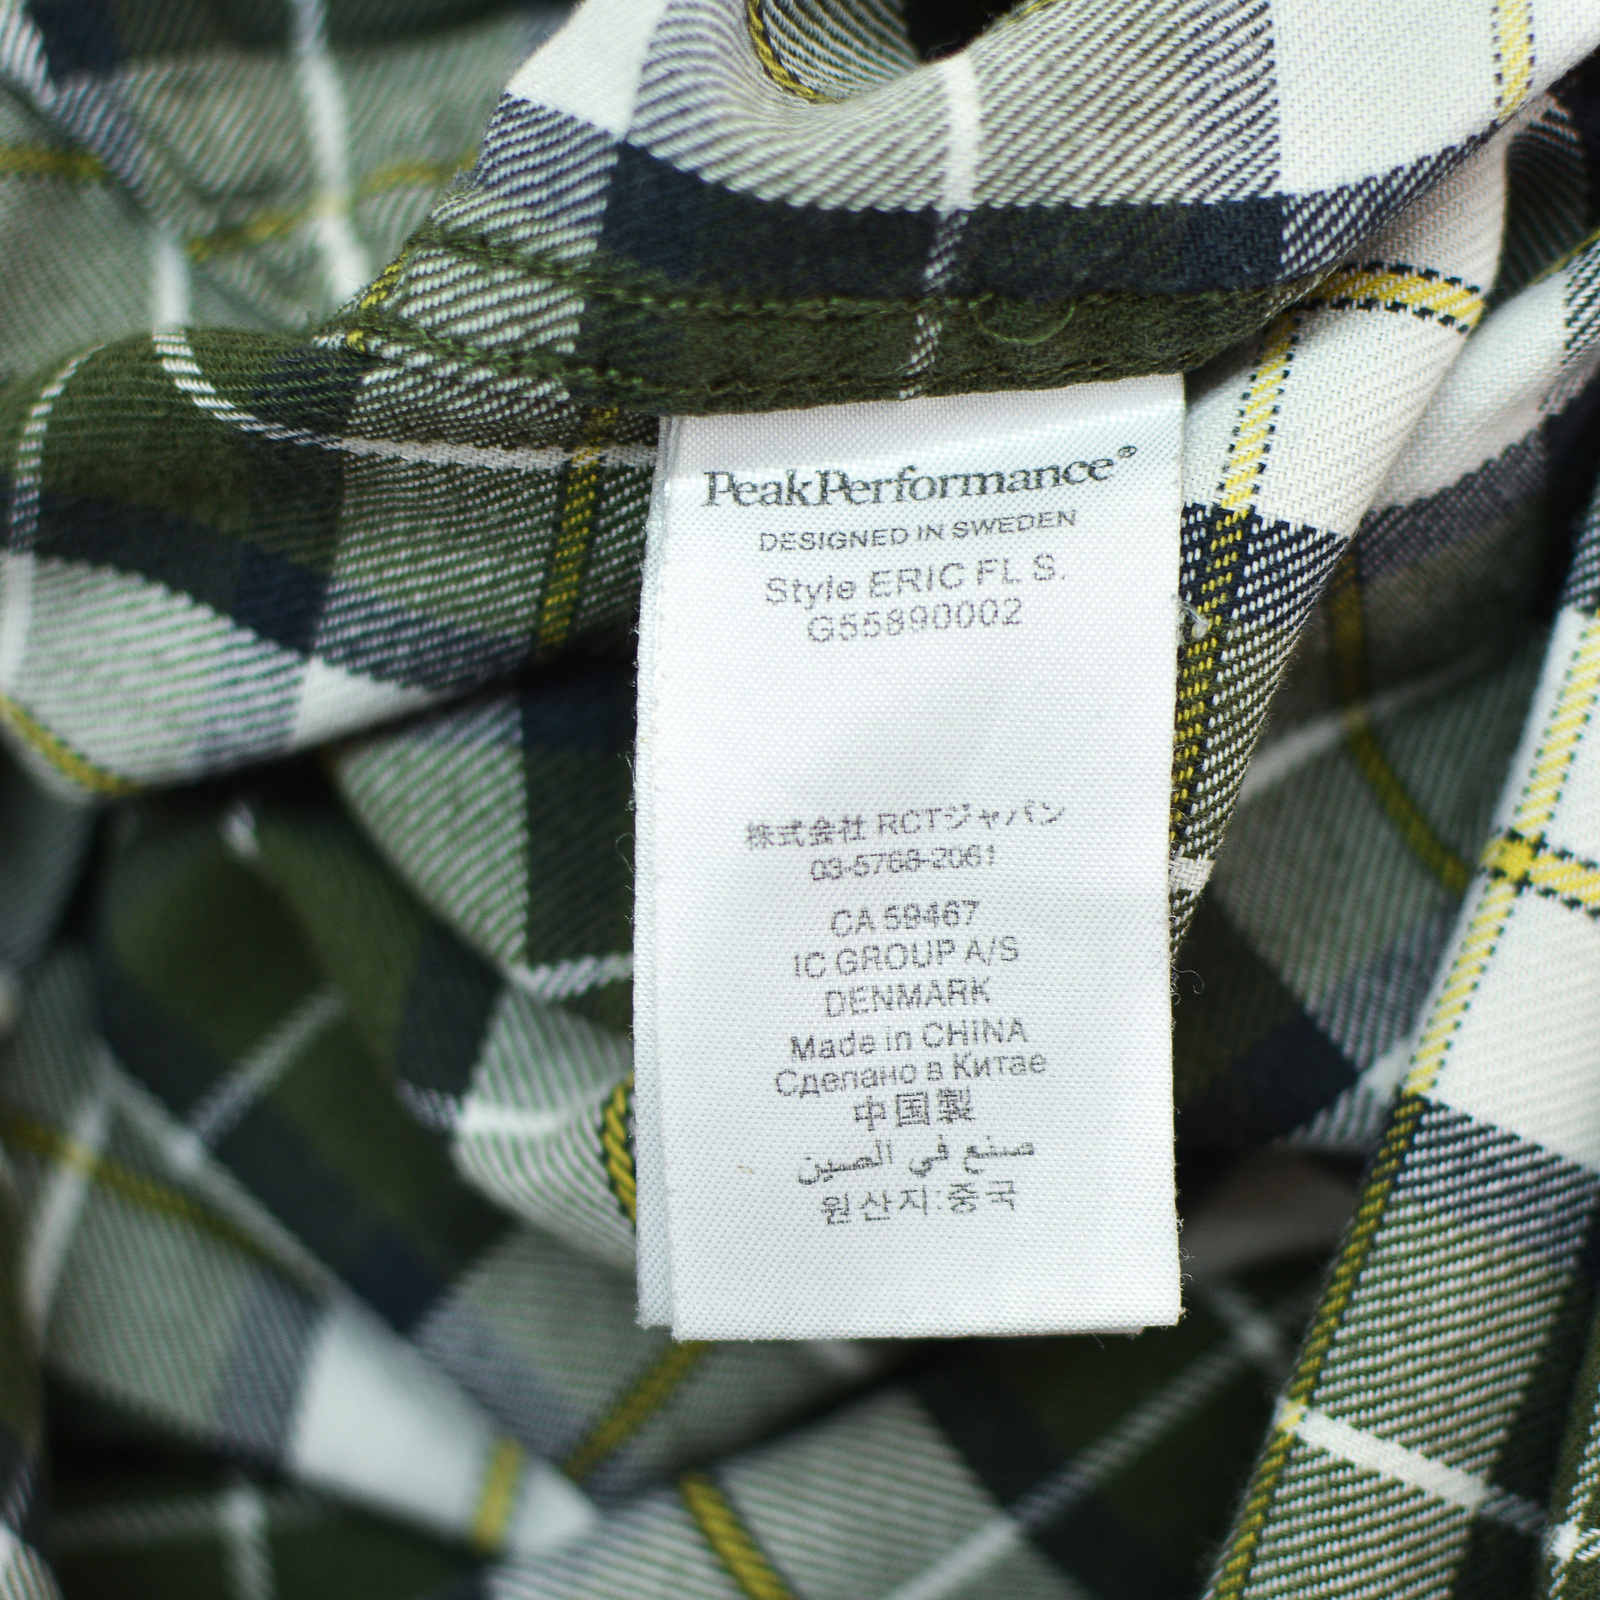 PeakPerformance®
DESIGNED IN SWEDEN
Style ERIC FL S.
G55890002
株式会社 RCTジャパン
03-5766-2061
CA 59467
IC GROUP A/S
DENMARK
Made in CHINA
Сделано в Китае
中国製
صنع في الصين
원산지:중국